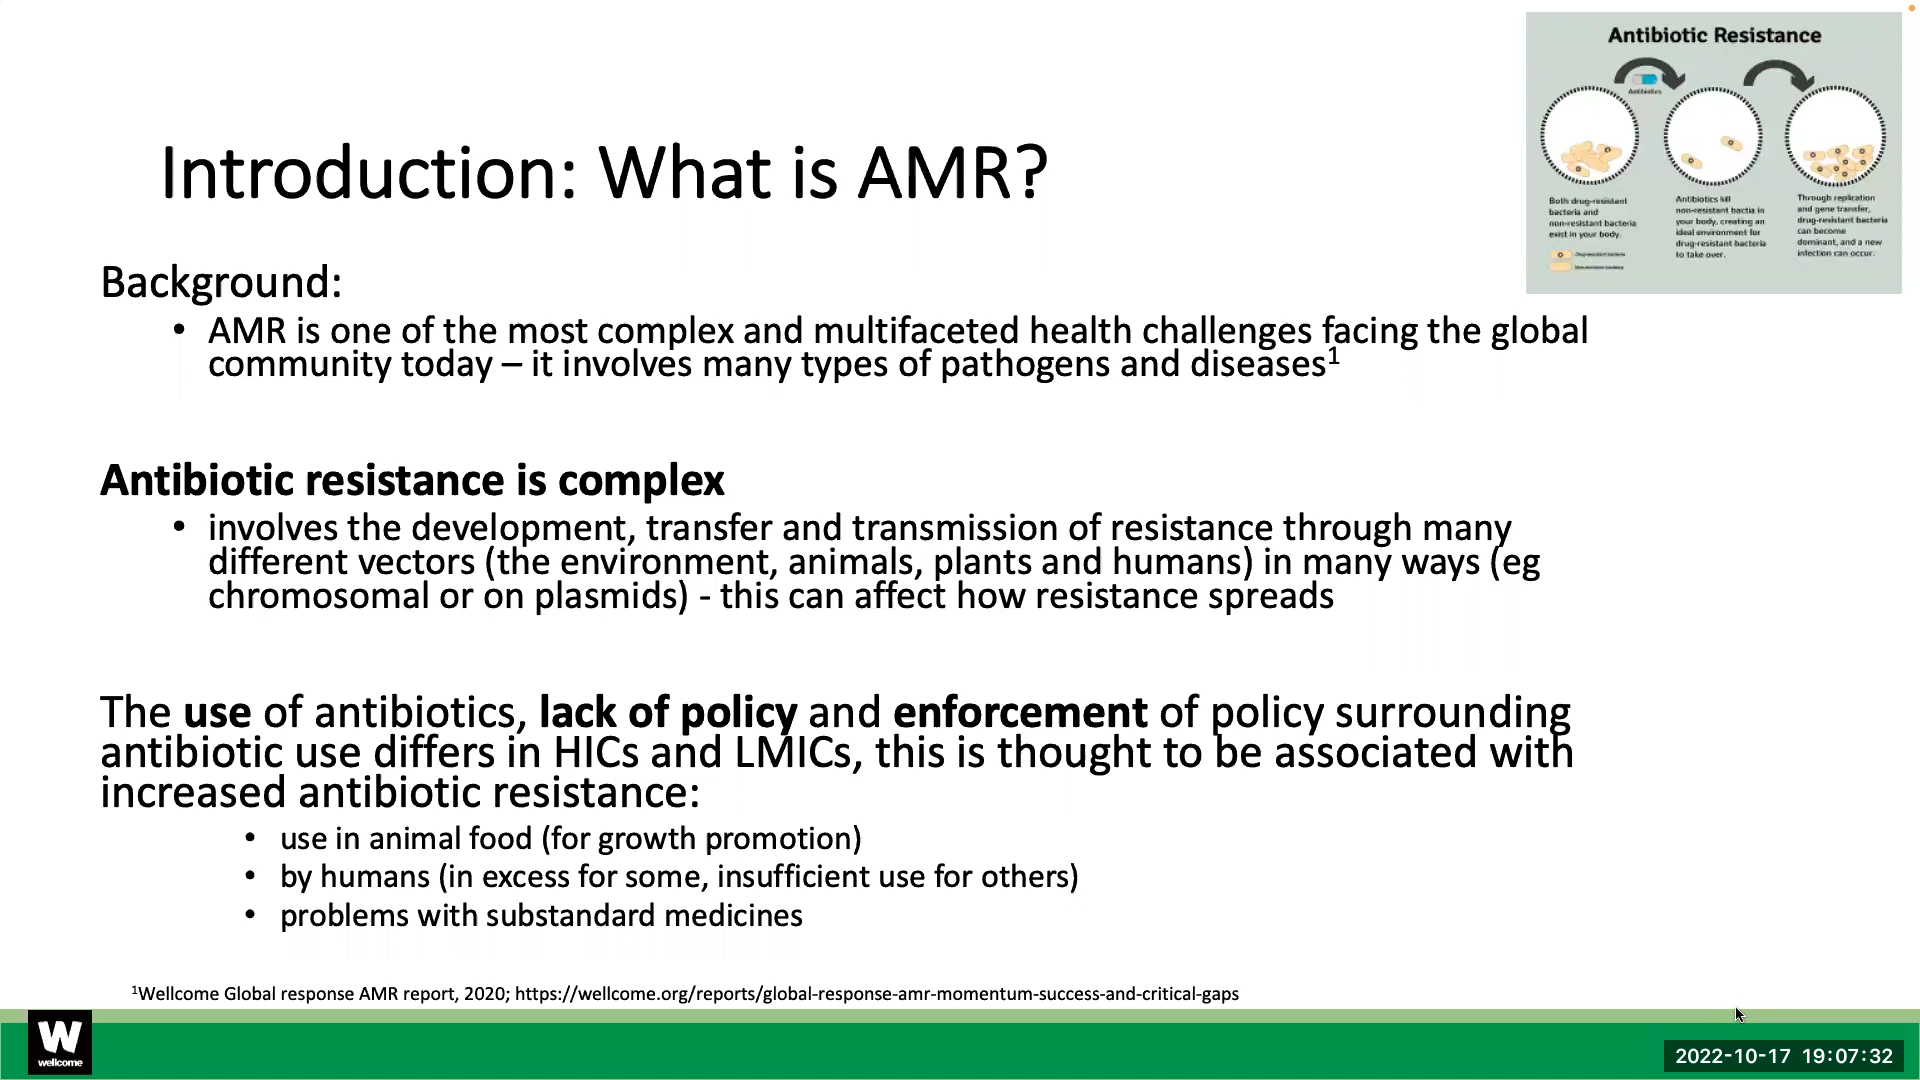 Introduction: What is AMR?
Background:
• AMR is one of the most complex and multifaceted health challenges facing the global
community today – it involves many types of pathogens and diseases¹
Antibiotic resistance is complex
• involves the development, transfer and transmission of resistance through many
different vectors (the environment, animals, plants and humans) in many ways (eg
chromosomal or on plasmids) - this can affect how resistance spreads
The use of antibiotics, lack of policy and enforcement of policy surrounding
antibiotic use differs in HICs and LMICs, this is thought to be associated with
increased antibiotic resistance:
• use in animal food (for growth promotion)
• by humans (in excess for some, insufficient use for others)
• problems with substandard medicines
¹Wellcome Global response AMR report, 2020; https://wellcome.org/reports/global-response-amr-momentum-success-and-critical-gaps
Antibiotic Resistance
Antibiotics
Both drug-resistant
bacteria and
non-resistant bacteria
exist in your body.
Drug-resistant bacteria
Non-resistant bacteria
Antibiotics kill
non-resistant bactia in
your body, creating an
ideal environment for
drug-resistant bacteria
to take over.
Through replication
and gene transfer,
drug-resistant bacteria
can become
dominant, and a new
infection can occur.
W
wellcome
2022-10-17 19:07:32